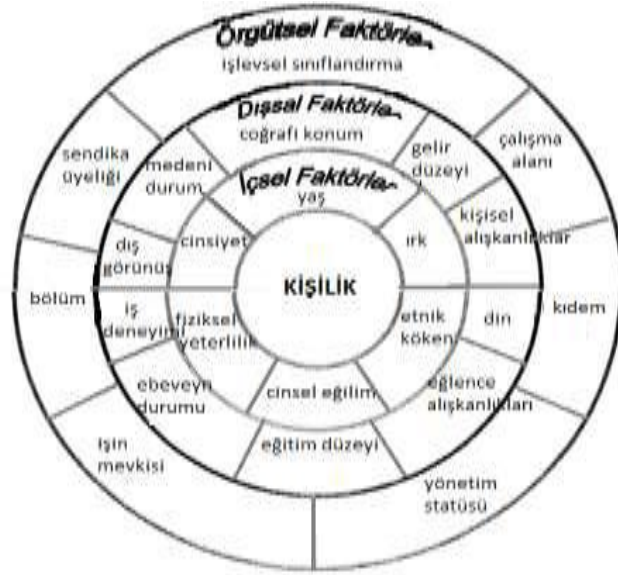 Örgütsel Faktörler
işlevsel sınıflandırma
Dışsal Faktörler
coğrafi konum
İçsel Faktörler
yaş
KİŞİLİK
sendika
üyeliği
medeni
durum
gelir
düzeyi
çalışma
alanı
cinsiyet
ırk
kişisel
alışkanlıklar
dış
görünüş
bölüm
iş
deneyimi
fiziksel
yeterlilik
etnik
köken
din
kıdem
ebeveyn
durumu
cinsel eğilim
eğlence
alışkanlıkları
eğitim düzeyi
işin
mevkisi
yönetim
statüsü